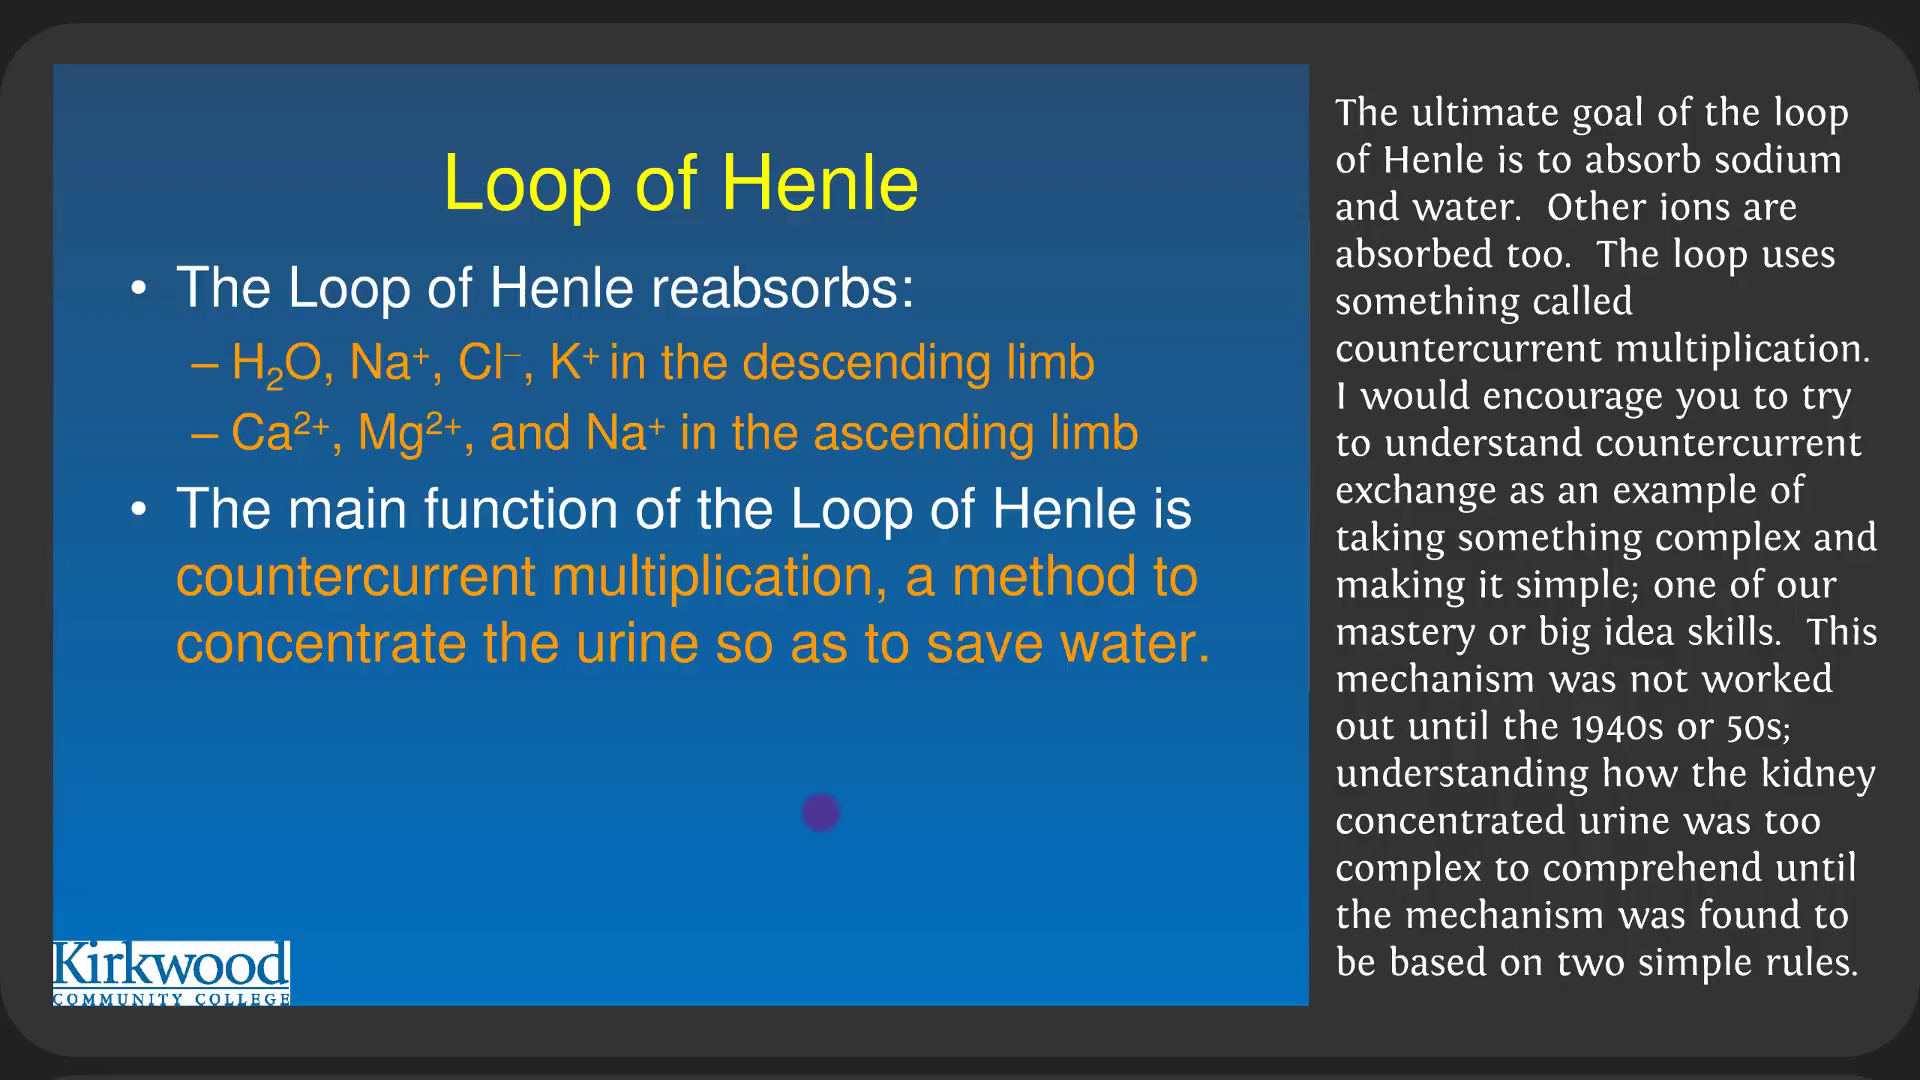 Loop of Henle
• The Loop of Henle reabsorbs:
– H₂O, Na⁺, Cl⁻, K⁺ in the descending limb
– Ca²⁺, Mg²⁺, and Na⁺ in the ascending limb
• The main function of the Loop of Henle is
countercurrent multiplication, a method to
concentrate the urine so as to save water.
Kirkwood
COMMUNITY COLLEGE
The ultimate goal of the loop
of Henle is to absorb sodium
and water.  Other ions are
absorbed too.  The loop uses
something called
countercurrent multiplication.
I would encourage you to try
to understand countercurrent
exchange as an example of
taking something complex and
making it simple; one of our
mastery or big idea skills.  This
mechanism was not worked
out until the 1940s or 50s;
understanding how the kidney
concentrated urine was too
complex to comprehend until
the mechanism was found to
be based on two simple rules.